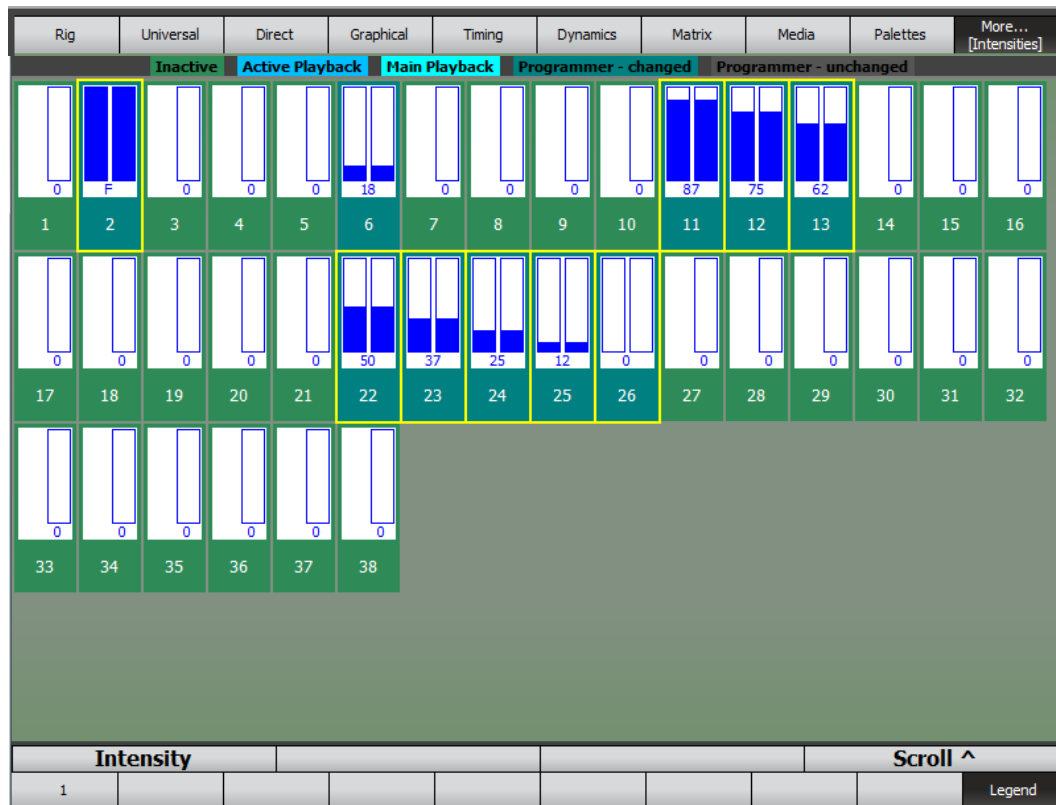 Rig Universal Direct Graphical Timing Dynamics Matrix Media Palettes More...
[Intensities]
Inactive Active Playback Main Playback Programmer - changed Programmer - unchanged
0 F 0 0 0 18 0 0 0 0 87 75 62 0 0 0
1 2 3 4 5 6 7 8 9 10 11 12 13 14 15 16
0 0 0 0 0 50 37 25 12 0 0 0 0 0 0 0
17 18 19 20 21 22 23 24 25 26 27 28 29 30 31 32
0 0 0 0 0 0
33 34 35 36 37 38
Intensity Scroll ^
1 Legend